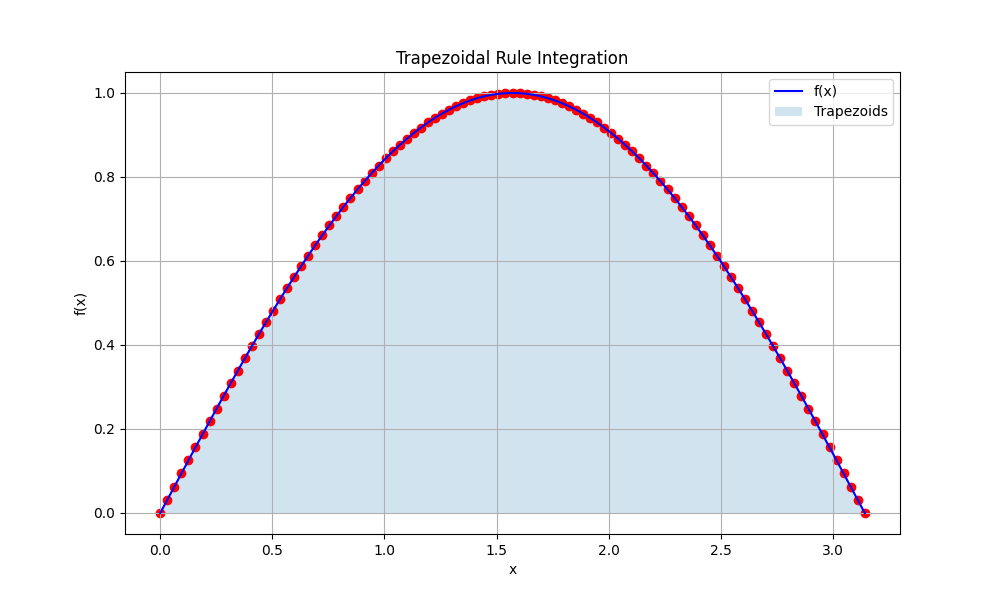 Trapezoidal Rule Integration
f(x)
Trapezoids
1.0
0.8
0.6
0.4
0.2
0.0
f(x)
0.0 0.5 1.0 1.5 2.0 2.5 3.0
x